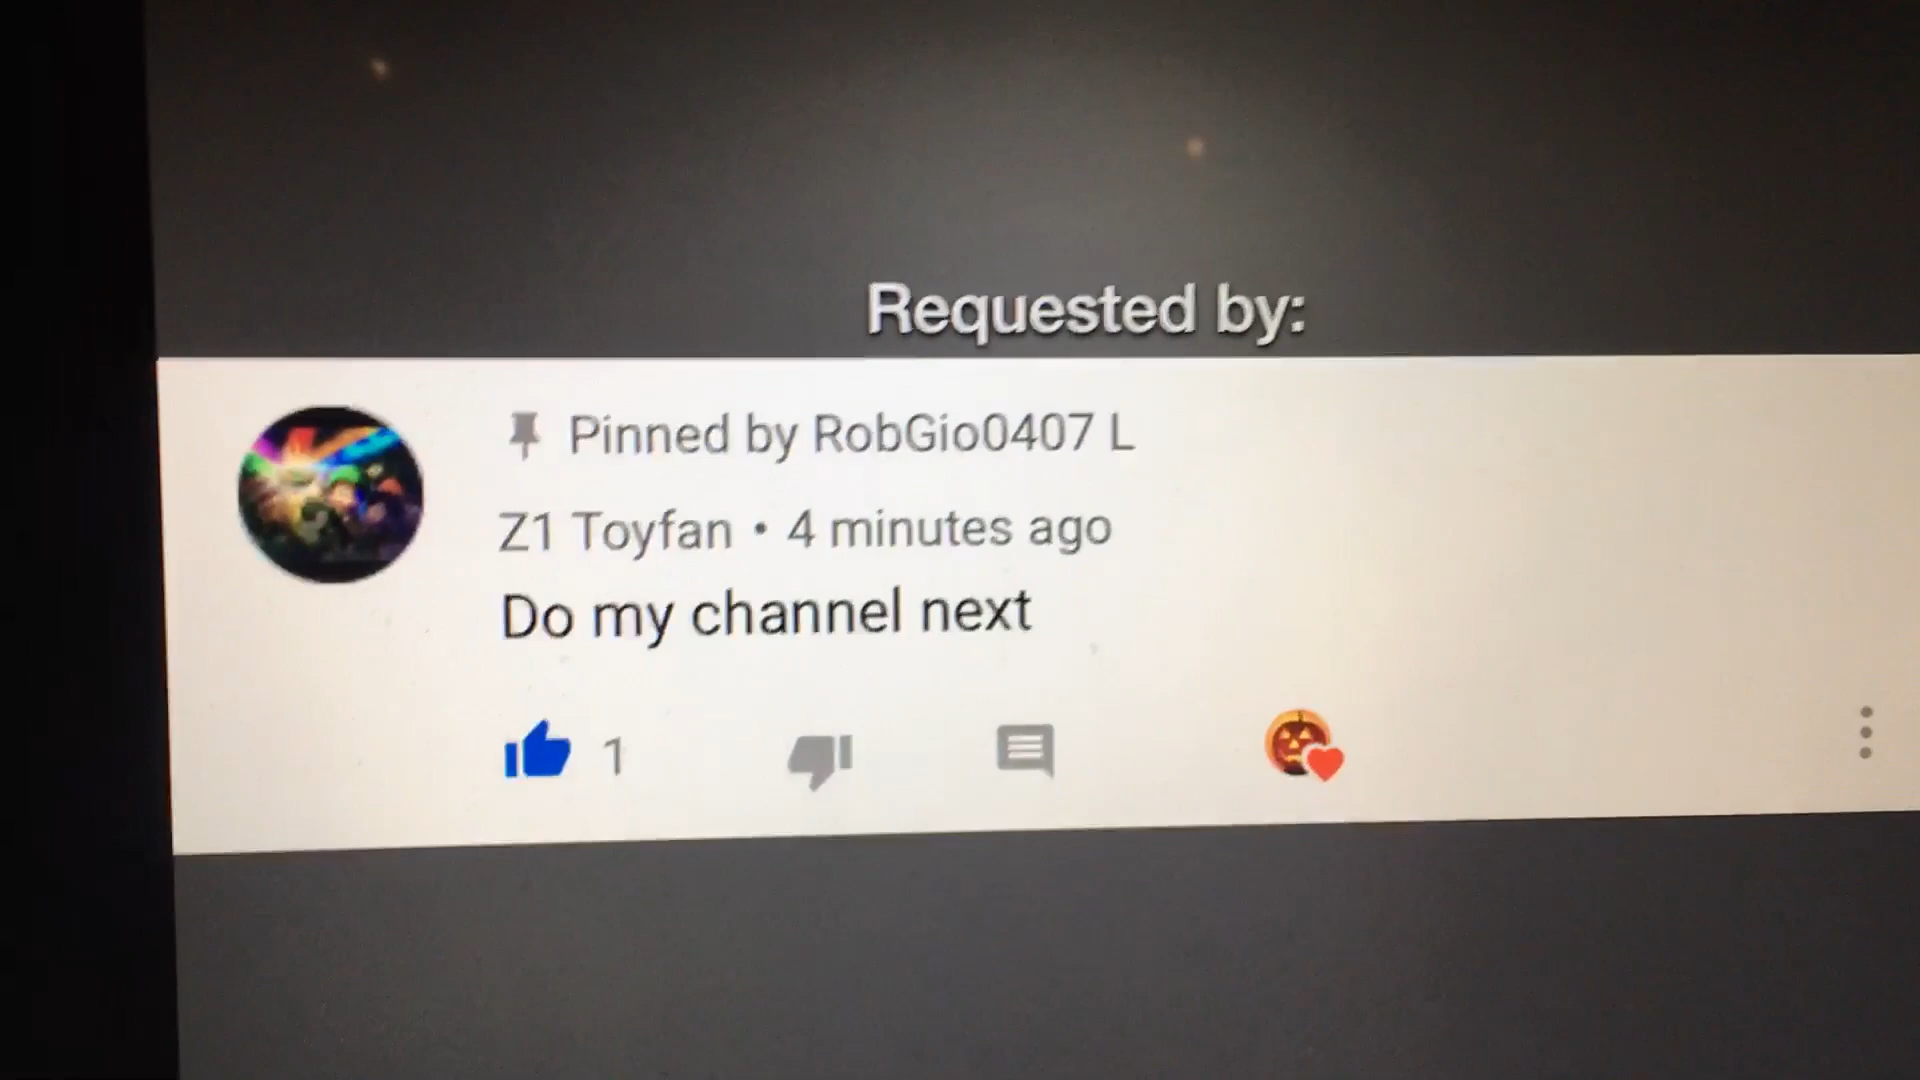 Requested by:
Pinned by RobGio0407 L
Z1 Toyfan • 4 minutes ago
Do my channel next
1